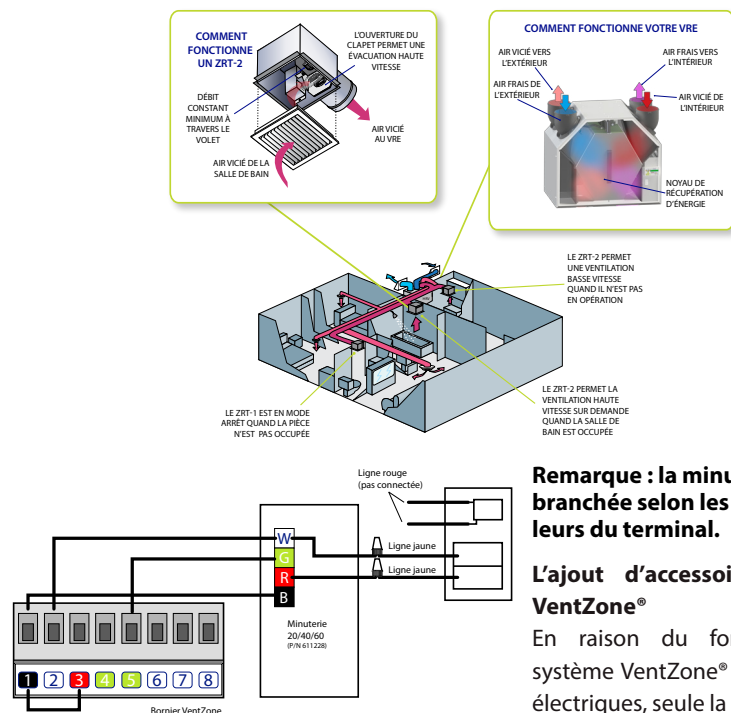 COMMENT
FONCTIONNE
UN ZRT-2
L'OUVERTURE DU
CLAPET PERMET UNE
ÉVACUATION HAUTE
VITESSE
DÉBIT
CONSTANT
MINIMUM À
TRAVERS LE
VOLET
AIR VICIÉ
AU VRE
AIR VICIÉ DE LA
SALLE DE BAIN
COMMENT FONCTIONNE VOTRE VRE
AIR VICIÉ VERS
L'EXTÉRIEUR
AIR FRAIS DE
L'EXTÉRIEUR
AIR FRAIS VERS
L'INTÉRIEUR
AIR VICIÉ DE
L'INTÉRIEUR
NOYAU DE
RÉCUPÉRATION
D'ÉNERGIE
LE ZRT-2 PERMET
UNE VENTILATION
BASSE VITESSE
QUAND IL N'EST PAS
EN OPÉRATION
LE ZRT-1 EST EN MODE
ARRÊT QUAND LA PIÈCE
N'EST PAS OCCUPÉE
LE ZRT-2 PERMET LA
VENTILATION HAUTE
VITESSE SUR DEMANDE
QUAND LA SALLE DE
BAIN EST OCCUPÉE
Ligne rouge
(pas connectée)
W
G
R
B
Ligne jaune
Ligne jaune
Minuterie
20/40/60
(P/N 611228)
1 2 3 4 5 6 7 8
Bornier VentZone
Remarque : la minu
branchée selon les
leurs du terminal.
L'ajout d'accessoi
VentZone®
En raison du fo
système VentZone®
électriques, seule la